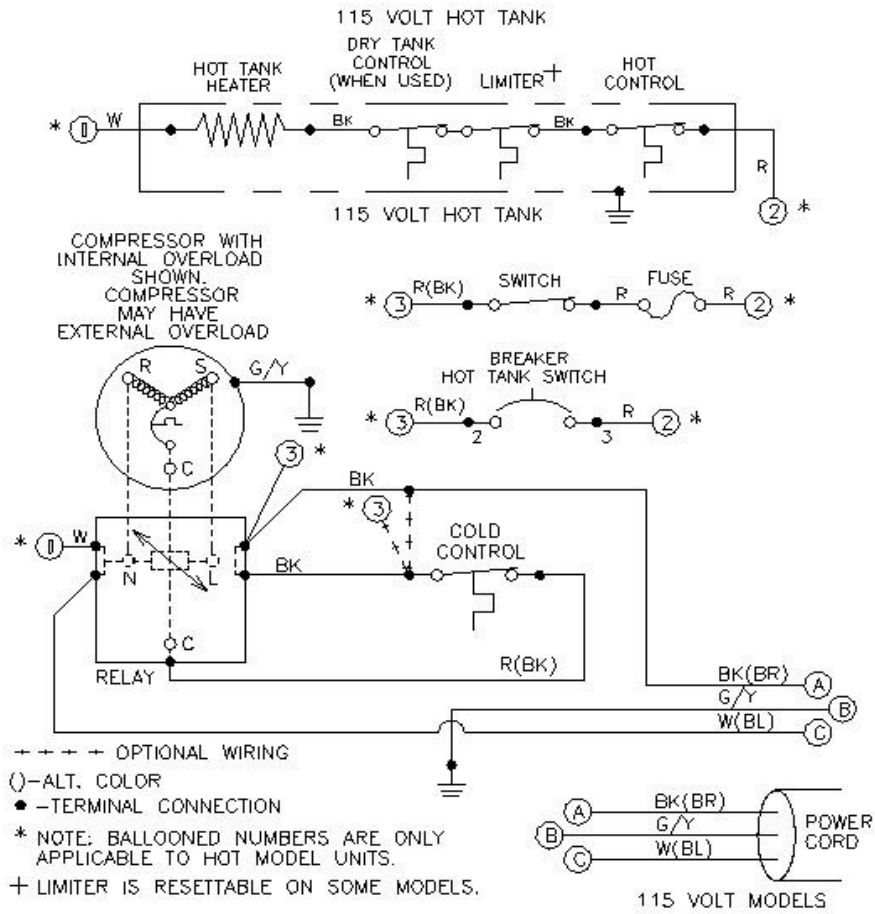 115 VOLT HOT TANK
HOT TANK
HEATER
DRY TANK
CONTROL
(WHEN USED)
LIMITER+
HOT
CONTROL
* 0 W
BK
BK
R
2 *
115 VOLT HOT TANK
COMPRESSOR WITH
INTERNAL OVERLOAD
SHOWN.
COMPRESSOR
MAY HAVE
EXTERNAL OVERLOAD
* 3 R(BK) SWITCH R FUSE R 2 *
BREAKER
HOT TANK SWITCH
* 3 R(BK) 2 3 R 2 *
R S G/Y
C
3 *
BK
* 3
COLD
CONTROL
* 0 W
N L
BK
C
RELAY
R(BK)
BK(BR) A
G/Y B
W(BL) C
+ + + + OPTIONAL WIRING
()-ALT. COLOR
● -TERMINAL CONNECTION
* NOTE: BALLOONED NUMBERS ARE ONLY
APPLICABLE TO HOT MODEL UNITS.
+ LIMITER IS RESETTABLE ON SOME MODELS.
A BK(BR)
B G/Y
C W(BL)
POWER
CORD
115 VOLT MODELS